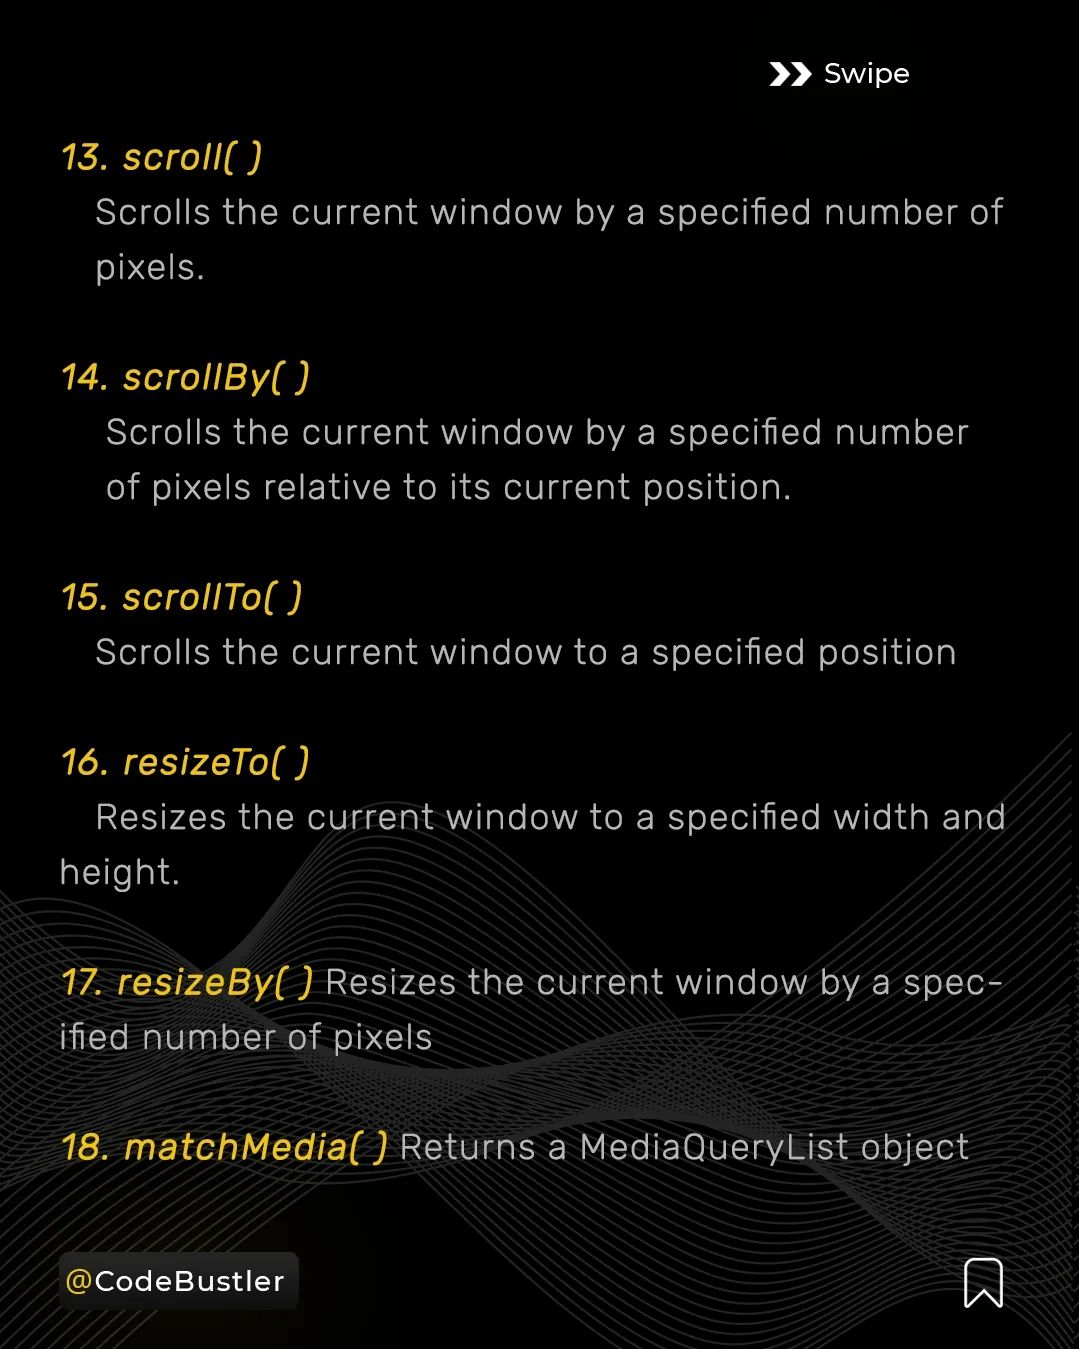 Swipe
13. scroll( )
Scrolls the current window by a specified number of
pixels.
14. scrollBy( )
Scrolls the current window by a specified number
of pixels relative to its current position.
15. scrollTo( )
Scrolls the current window to a specified position
16. resizeTo( )
Resizes the current window to a specified width and
height.
17. resizeBy( ) Resizes the current window by a spec-
ified number of pixels
18. matchMedia( ) Returns a MediaQueryList object
@CodeBustler